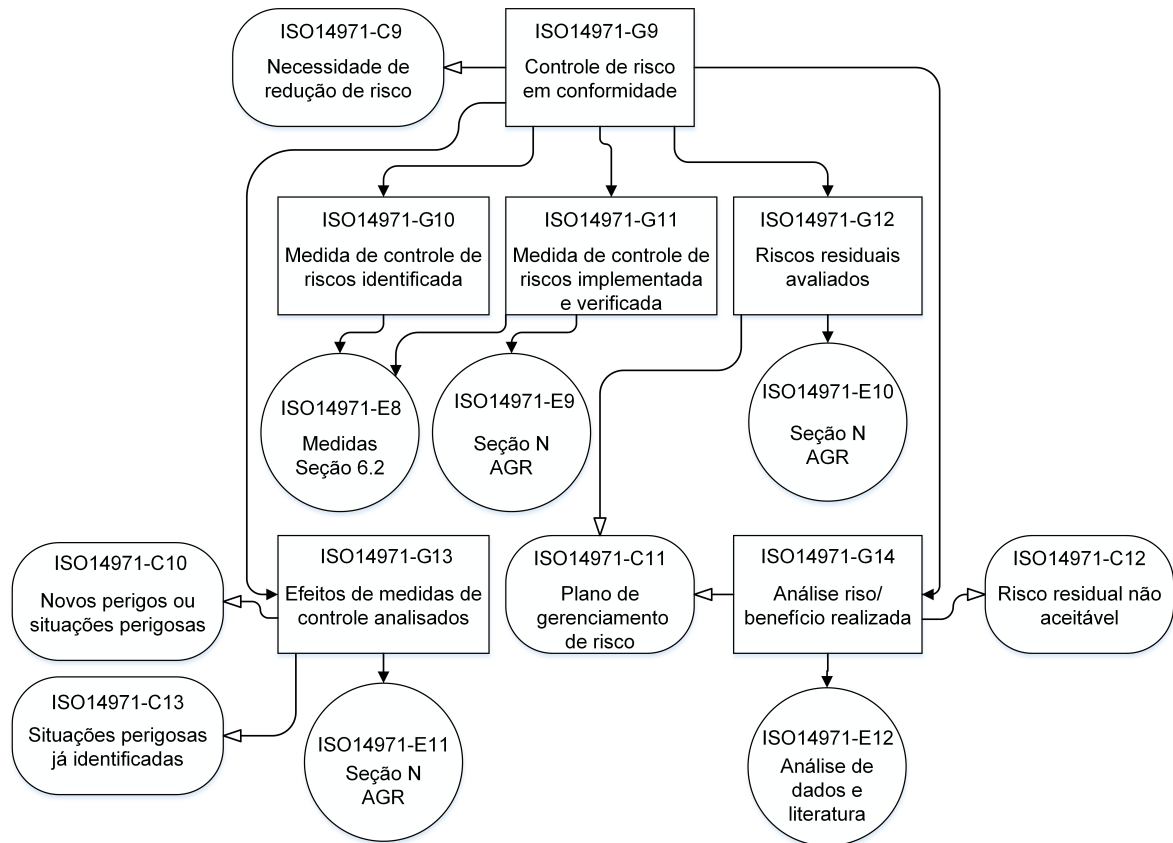 ISO14971-C9
Necessidade de
redução de risco
ISO14971-G9
Controle de risco
em conformidade
ISO14971-G10
Medida de controle de
riscos identificada
ISO14971-G11
Medida de controle de
riscos implementada
e verificada
ISO14971-G12
Riscos residuais
avaliados
ISO14971-E8
Medidas
Seção 6.2
ISO14971-E9
Seção N
AGR
ISO14971-E10
Seção N
AGR
ISO14971-C10
Novos perigos ou
situações perigosas
ISO14971-G13
Efeitos de medidas de
controle analisados
ISO14971-C11
Plano de
gerenciamento
de risco
ISO14971-G14
Análise riso/
benefício realizada
ISO14971-C12
Risco residual não
aceitável
ISO14971-C13
Situações perigosas
já identificadas
ISO14971-E11
Seção N
AGR
ISO14971-E12
Análise de
dados e
literatura